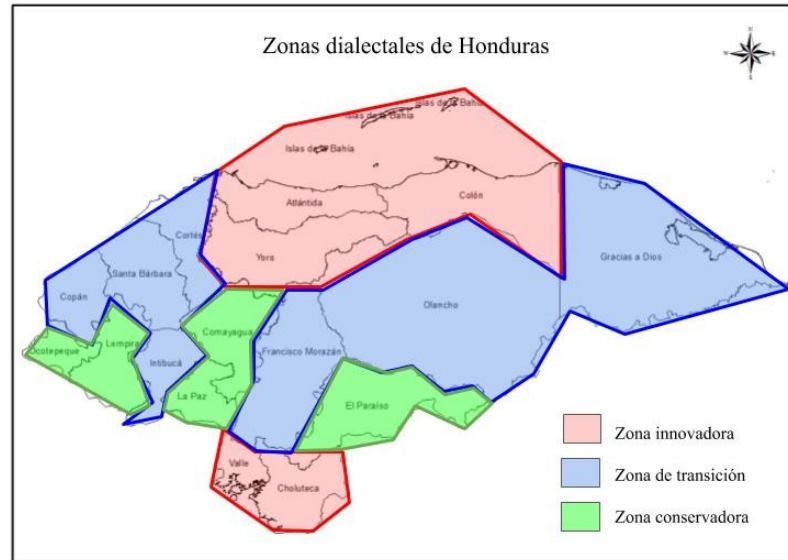 Zonas dialectales de Honduras
Islas de la Bahía
Islas de la Bahía
Islas de la Bahía
Atlántida
Colón
Cortés
Yoro
Gracias a Dios
Santa Bárbara
Copán
Olancho
Comayagua
Ocotepeque
Lempira
Francisco Morazán
Intibucá
La Paz
El Paraíso
Valle
Choluteca
Zona innovadora
Zona de transición
Zona conservadora